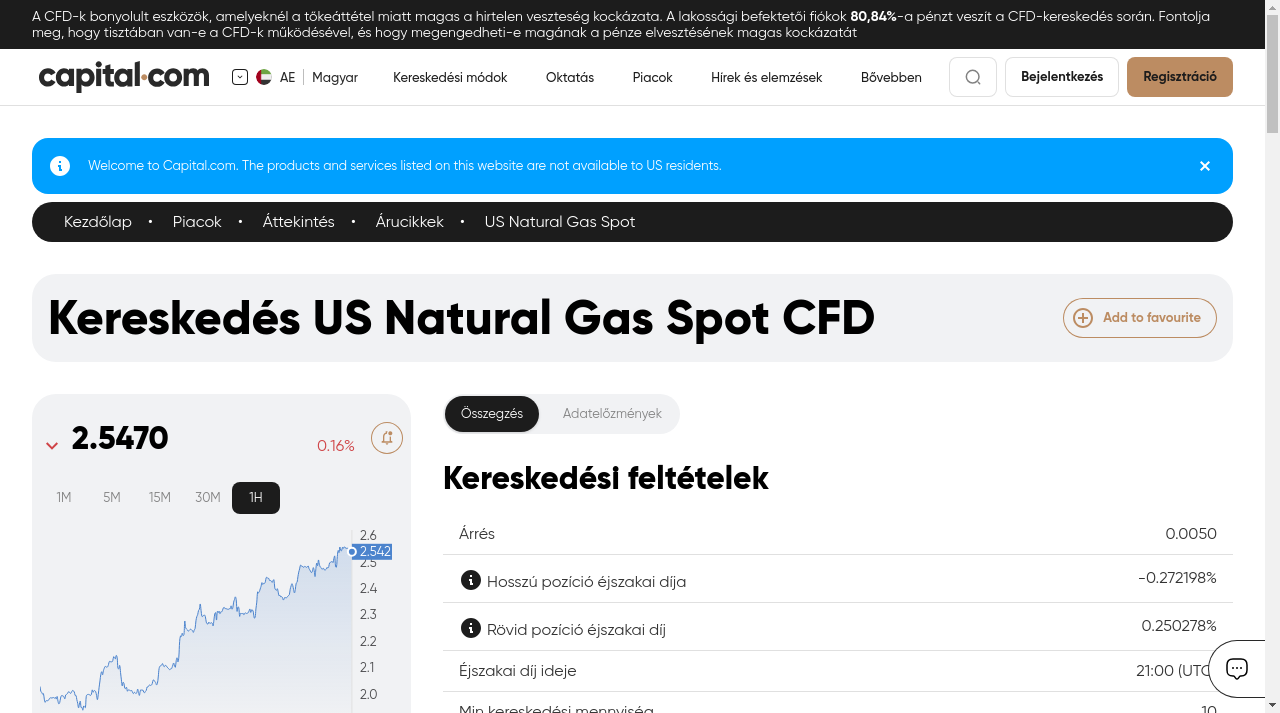 A CFD-k bonyolult eszközök, amelyeknél a tőkeáttétel miatt magas a hirtelen veszteség kockázata. A lakossági befektetői fiókok 80,84%-a pénzt veszít a CFD-kereskedés során. Fontolja
meg, hogy tisztában van-e a CFD-k működésével, és hogy megengedheti-e magának a pénze elvesztésének magas kockázatát
capital.com AE Magyar Kereskedési módok Oktatás Piacok Hírek és elemzések Bővebben Bejelentkezés Regisztráció
Welcome to Capital.com. The products and services listed on this website are not available to US residents.
Kezdőlap • Piacok • Áttekintés • Árucikkek • US Natural Gas Spot
Kereskedés US Natural Gas Spot CFD
Add to favourite
2.5470 0.16%
1M 5M 15M 30M 1H
2.6
2.542
2.5
2.4
2.3
2.2
2.1
2.0
Összegzés Adatelőzmények
Kereskedési feltételek
Árrés 0.0050
Hosszú pozíció éjszakai díja -0.272198%
Rövid pozíció éjszakai díj 0.250278%
Éjszakai díj ideje 21:00 (UTC)
Min kereskedési mennyiség 10